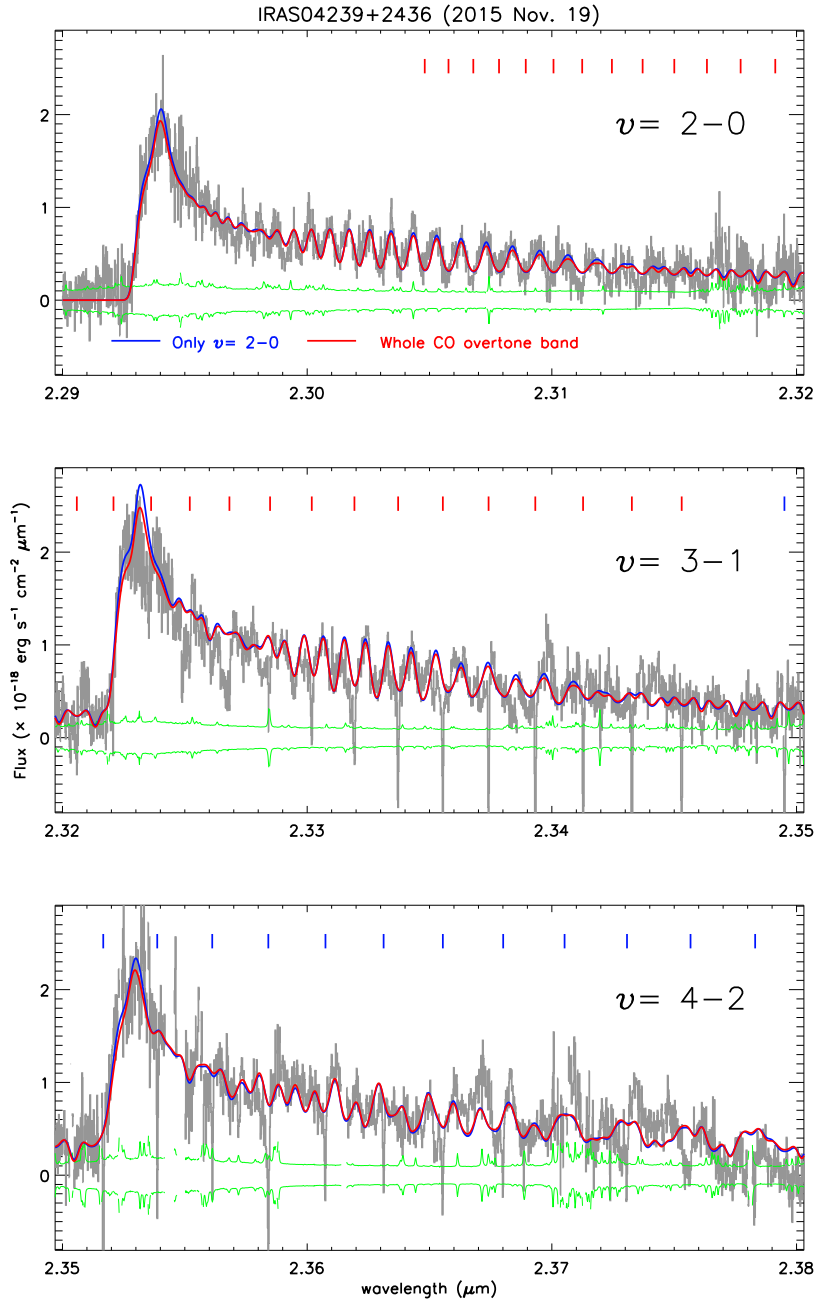 IRAS04239+2436 (2015 Nov. 19)
υ= 2−0
2
1
0
Only υ= 2−0 Whole CO overtone band
2.29 2.30 2.31 2.32
υ= 3−1
2
1
0
Flux (× 10⁻¹⁸ erg s⁻¹ cm⁻² μm⁻¹)
2.32 2.33 2.34 2.35
υ= 4−2
2
1
0
2.35 2.36 2.37 2.38
wavelength (μm)